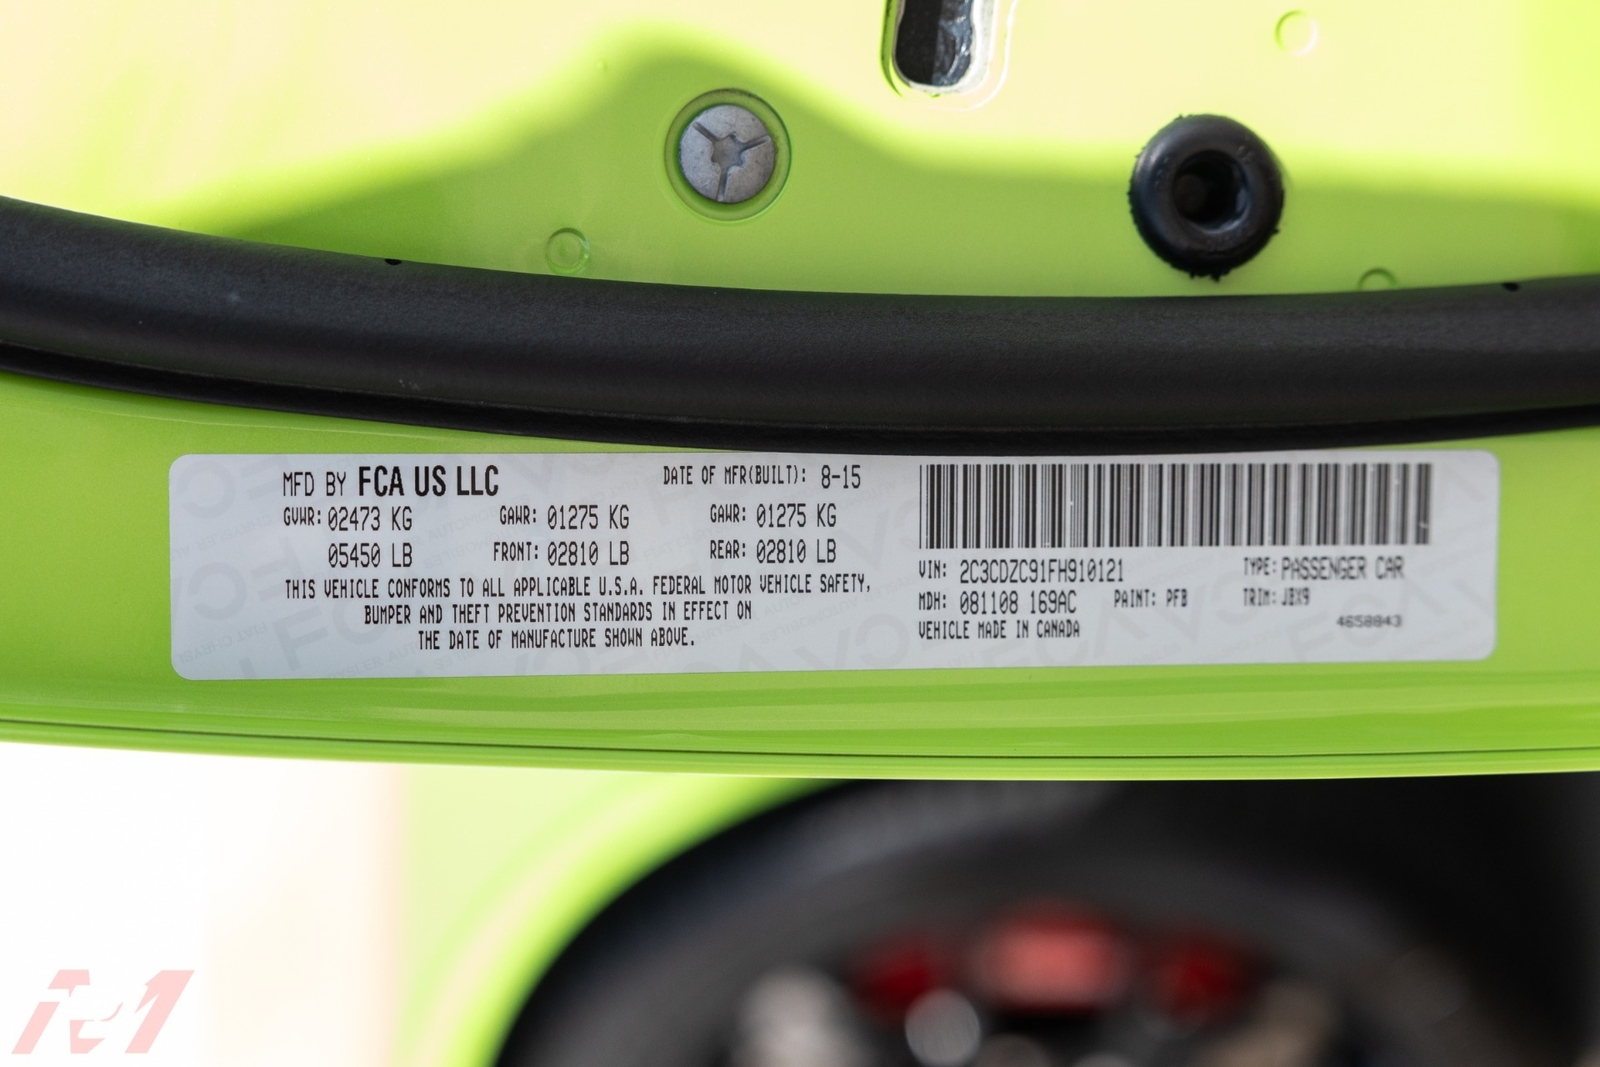 MFD BY FCA US LLC DATE OF MFR(BUILT): 8-15
GVWR: 02473 KG GAWR: 01275 KG GAWR: 01275 KG
05450 LB FRONT: 02810 LB REAR: 02810 LB
THIS VEHICLE CONFORMS TO ALL APPLICABLE U.S.A. FEDERAL MOTOR VEHICLE SAFETY,
BUMPER AND THEFT PREVENTION STANDARDS IN EFFECT ON
THE DATE OF MANUFACTURE SHOWN ABOVE.
VIN: 2C3CDZC91FH910121 TYPE: PASSENGER CAR
MDH: 081108 169AC PAINT: PFB TRIM: JBX9
VEHICLE MADE IN CANADA 4658843